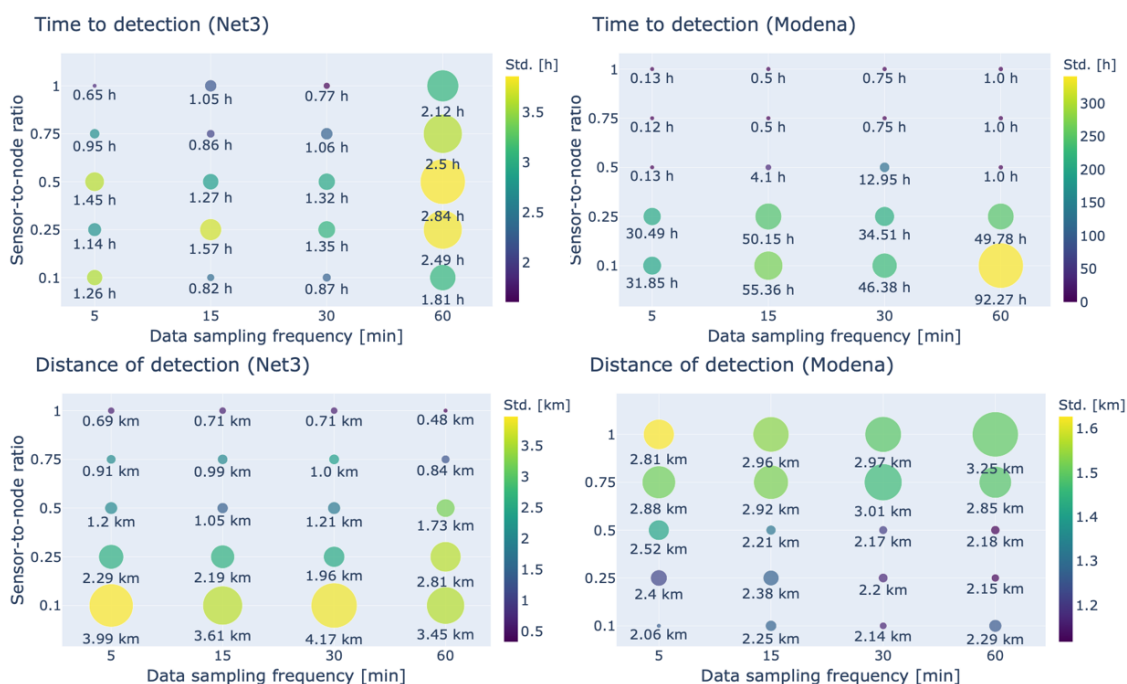 Time to detection (Net3)
Std. [h]
Sensor-to-node ratio
1
0.65 h 1.05 h 0.77 h 2.12 h
0.75
0.95 h 0.86 h 1.06 h 2.5 h
0.5
1.45 h 1.27 h 1.32 h 2.84 h
0.25
1.14 h 1.57 h 1.35 h 2.49 h
0.1
1.26 h 0.82 h 0.87 h 1.81 h
5 15 30 60
Data sampling frequency [min]
3.5
3
2.5
2
Time to detection (Modena)
Std. [h]
Sensor-to-node ratio
1
0.13 h 0.5 h 0.75 h 1.0 h
0.75
0.12 h 0.5 h 0.75 h 1.0 h
0.5
0.13 h 4.1 h 12.95 h 1.0 h
0.25
30.49 h 50.15 h 34.51 h 49.78 h
0.1
31.85 h 55.36 h 46.38 h 92.27 h
5 15 30 60
Data sampling frequency [min]
300
250
200
150
100
50
0
Distance of detection (Net3)
Std. [km]
Sensor-to-node ratio
1
0.69 km 0.71 km 0.71 km 0.48 km
0.75
0.91 km 0.99 km 1.0 km 0.84 km
0.5
1.2 km 1.05 km 1.21 km 1.73 km
0.25
2.29 km 2.19 km 1.96 km 2.81 km
0.1
3.99 km 3.61 km 4.17 km 3.45 km
5 15 30 60
Data sampling frequency [min]
3.5
3
2.5
2
1.5
1
0.5
Distance of detection (Modena)
Std. [km]
Sensor-to-node ratio
1
2.81 km 2.96 km 2.97 km 3.25 km
0.75
2.88 km 2.92 km 3.01 km 2.85 km
0.5
2.52 km 2.21 km 2.17 km 2.18 km
0.25
2.4 km 2.38 km 2.2 km 2.15 km
0.1
2.06 km 2.25 km 2.14 km 2.29 km
5 15 30 60
Data sampling frequency [min]
1.6
1.5
1.4
1.3
1.2